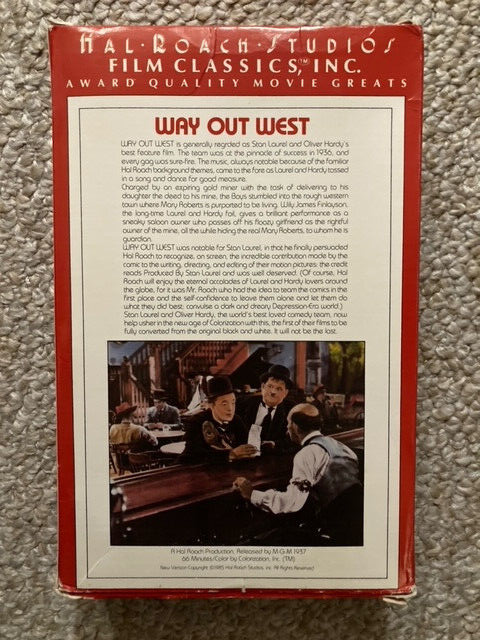 HAL·ROACH·STUDIOS
FILM CLASSICS,™ INC.
AWARD QUALITY MOVIE GREATS
WAY OUT WEST
WAY OUT WEST is generally regrded as Stan Laurel and Oliver Hardy's
best feature film. The team was at the pinnacle of success in 1936, and
every gag was sure-fire. The music, always notable because of the familiar
Hal Roach background themes, came to the fore as Laurel and Hardy tossed
in a song and dance for good measure.
Charged by an expiring gold miner with the task of delivering to his
daughter the deed to his mine, the Boys stumbled into the rough western
town where Mary Roberts is purported to be living. Wily James Finlayson,
the long-time Laurel and Hardy foil, gives a brilliant performance as a
sneaky saloon owner who passes off his floozy girlfriend as the rightful
owner of the mine, all the while hiding the real Mary Roberts, to whom he is
guardian.
WAY OUT WEST was notable for Stan Laurel, in that he finally persuaded
Hal Roach to recognize, on screen, the incredible contribution made by the
comic to the writing, directing, and editing of their motion pictures: the credit
reads Produced By Stan Laurel and was well deserved. (Of course, Hal
Roach will enjoy the eternal accolades of Laurel and Hardy lovers around
the globe, for it was Mr. Roach who had the idea to team the comics in the
first place and the self-confidence to leave them alone and let them do
what they did best, convulse a dark and dreary Depression-Era world.)
Stan Laurel and Oliver Hardy, the world's best loved comedy team, now
help usher in the new age of Colorization with this, the first of their films to be
fully converted from the original black and white. It will not be the last.
A Hal Roach Production, Released by M-G-M 1937
66 Minutes/Color by Colorization, Inc. (TM)
New Version Copyright ©1985 Hal Roach Studios, Inc. All Rights Reserved